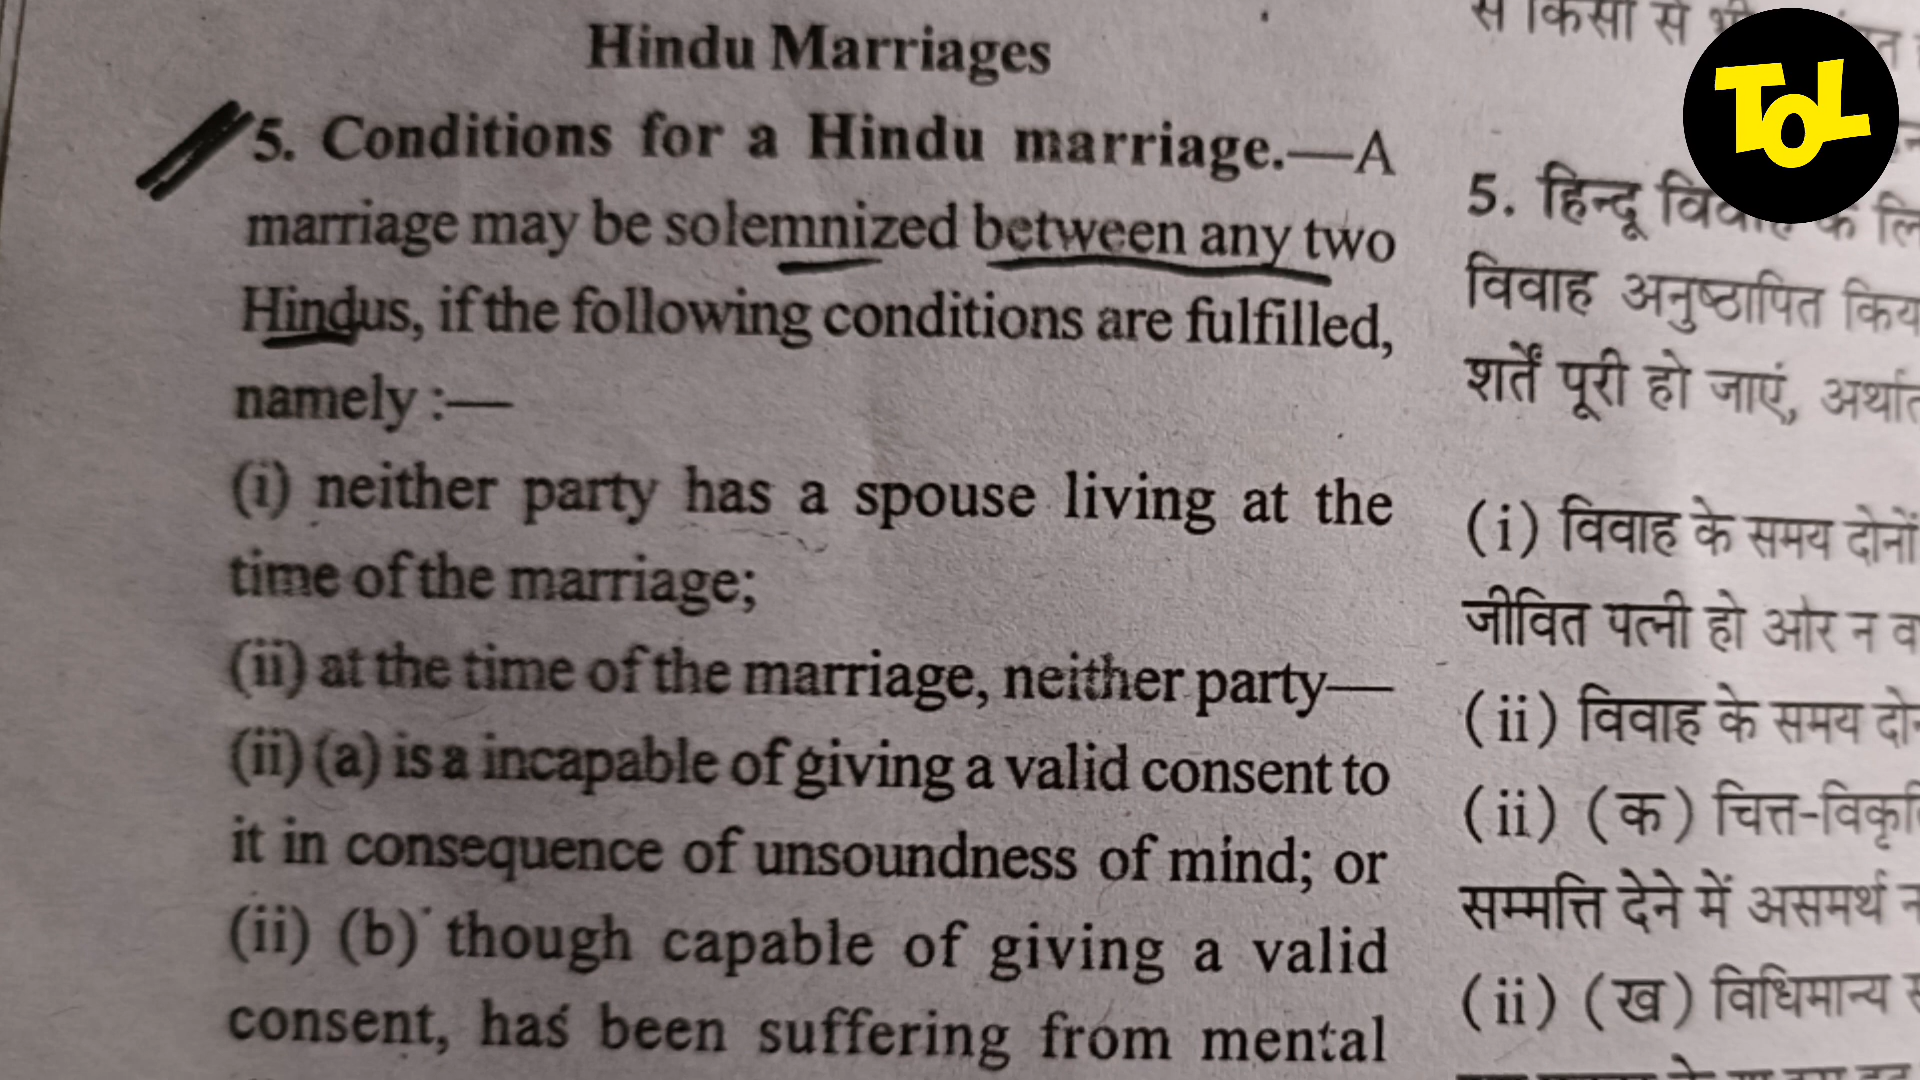 Hindu Marriages
5. Conditions for a Hindu marriage.—A
marriage may be solemnized between any two
Hindus, if the following conditions are fulfilled,
namely :—
(i) neither party has a spouse living at the
time of the marriage;
(ii) at the time of the marriage, neither party—
(ii) (a) is a incapable of giving a valid consent to
it in consequence of unsoundness of mind; or
(ii) (b) though capable of giving a valid
consent, has been suffering from mental
से किसी से
5. हिन्दू विवाह के
विवाह अनुष्ठापित
शर्तें पूरी हो जाएं,
(i) विवाह के समय दोनों
जीवित पत्नी हो और न
(ii) विवाह के समय
(ii) (क) चित्त-
सम्मत्ति देने में असमर्थ
(ii) (ख) विधिमान्य
TOL